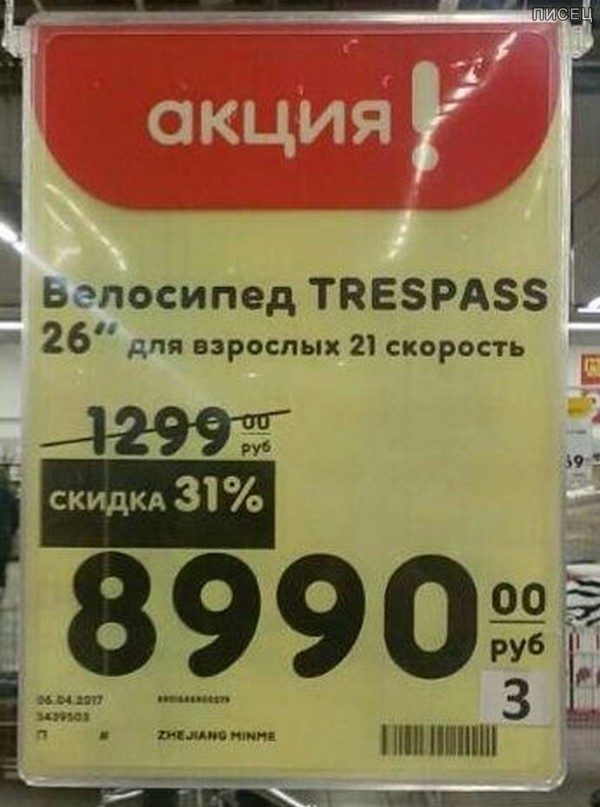 ПИСЕЦ
акция!
Велосипед TRESPASS
26“ для взрослых 21 скорость
1299 00 руб
СКИДКА 31%
8990 00 руб
3
06.04.2017
3439503
П # ZHEJIANG MINME